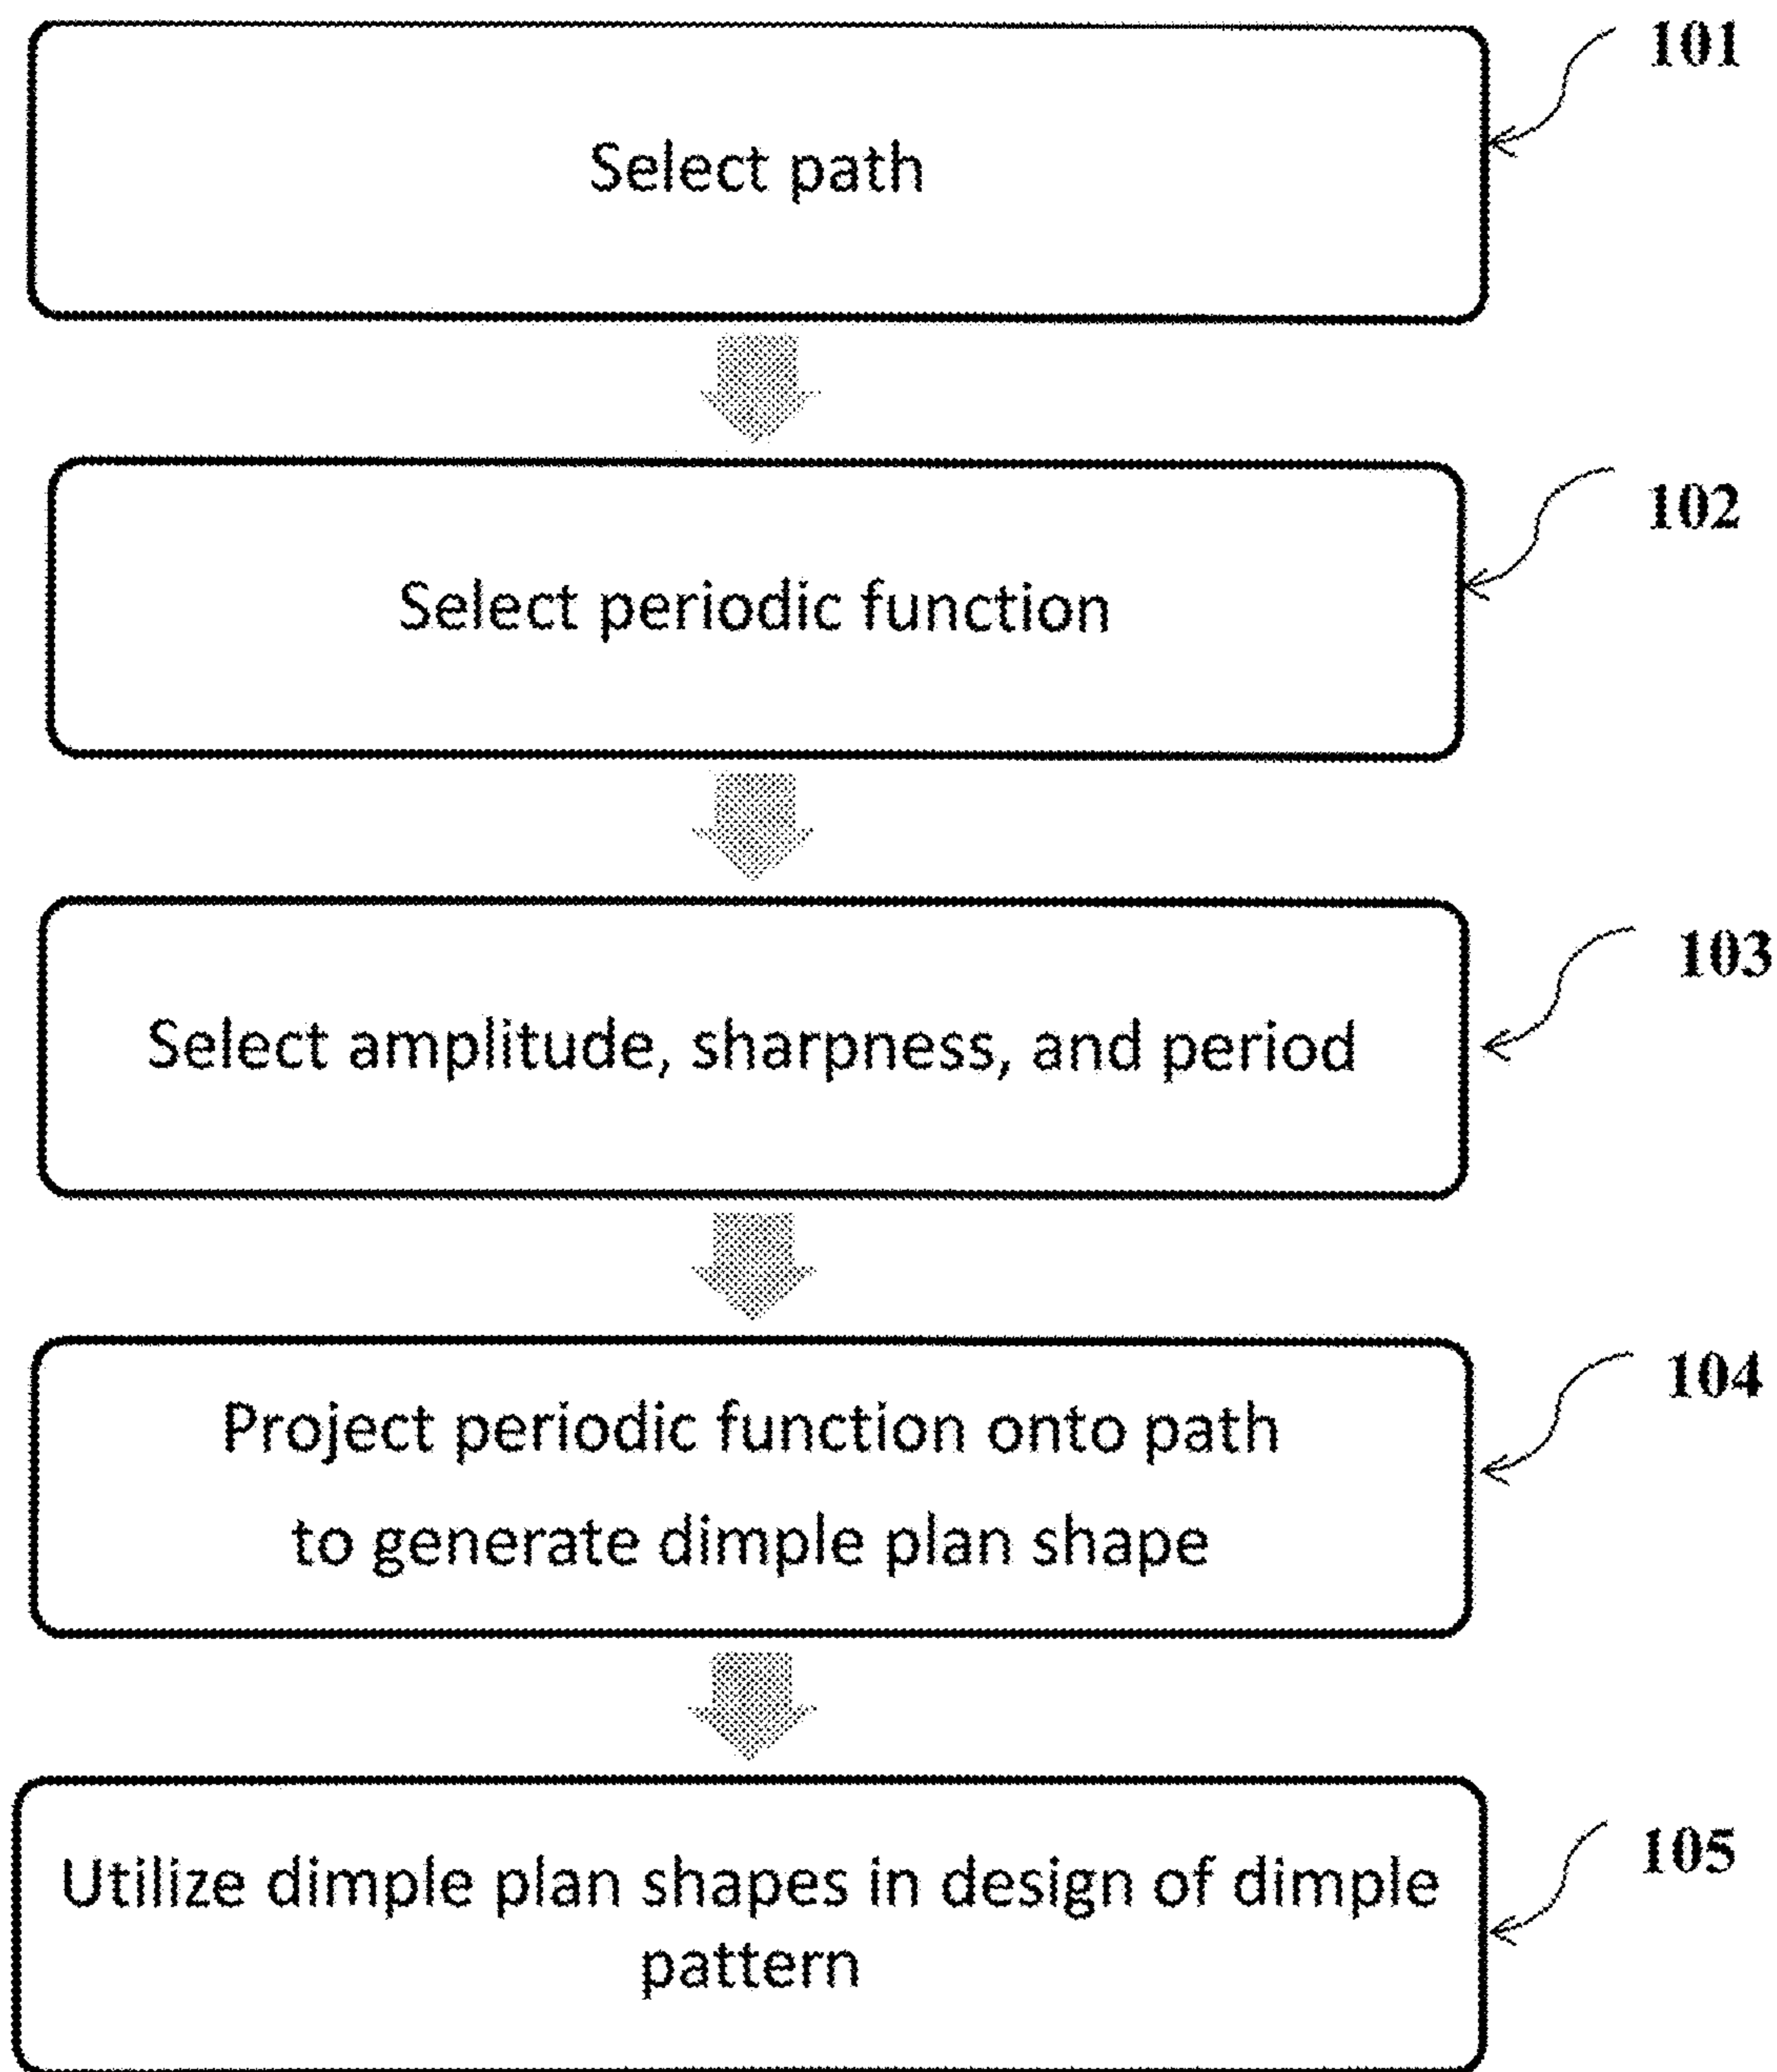 101
Select path
102
Select periodic function
103
Select amplitude, sharpness, and period
104
Project periodic function onto path
to generate dimple plan shape
105
Utilize dimple plan shapes in design of dimple
pattern